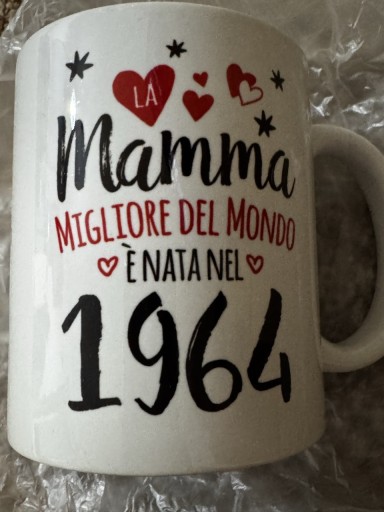 LA
Mamma
MIGLIORE DEL MONDO
È NATA NEL
1964